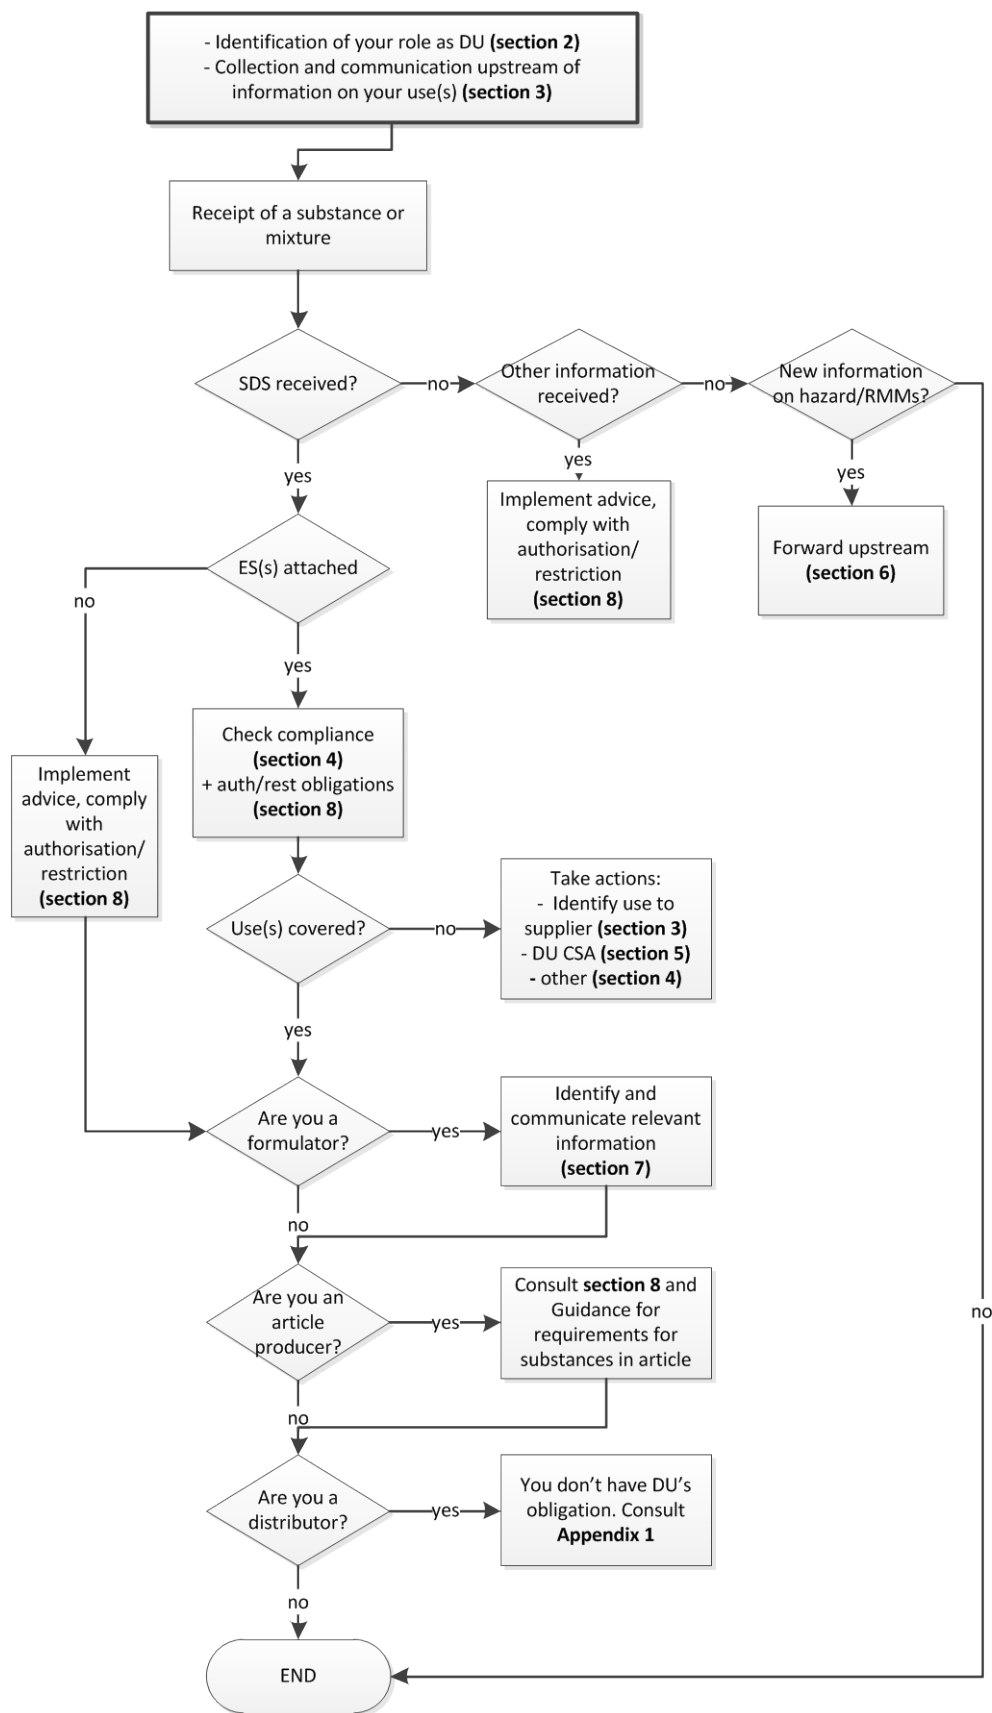 - Identification of your role as DU (section 2)
- Collection and communication upstream of
information on your use(s) (section 3)
Receipt of a substance or
mixture
SDS received?
no
Other information
received?
no
New information
on hazard/RMMs?
yes
yes
yes
Implement advice,
comply with
authorisation/
restriction
(section 8)
Forward upstream
(section 6)
ES(s) attached
no
yes
Check compliance
(section 4)
+ auth/rest obligations
(section 8)
Implement
advice, comply
with
authorisation/
restriction
(section 8)
Use(s) covered?
no
Take actions:
- Identify use to
supplier (section 3)
- DU CSA (section 5)
- other (section 4)
yes
Are you a
formulator?
yes
Identify and
communicate relevant
information
(section 7)
no
Are you an
article
producer?
yes
Consult section 8 and
Guidance for
requirements for
substances in article
no
no
Are you a
distributor?
yes
You don’t have DU’s
obligation. Consult
Appendix 1
no
END